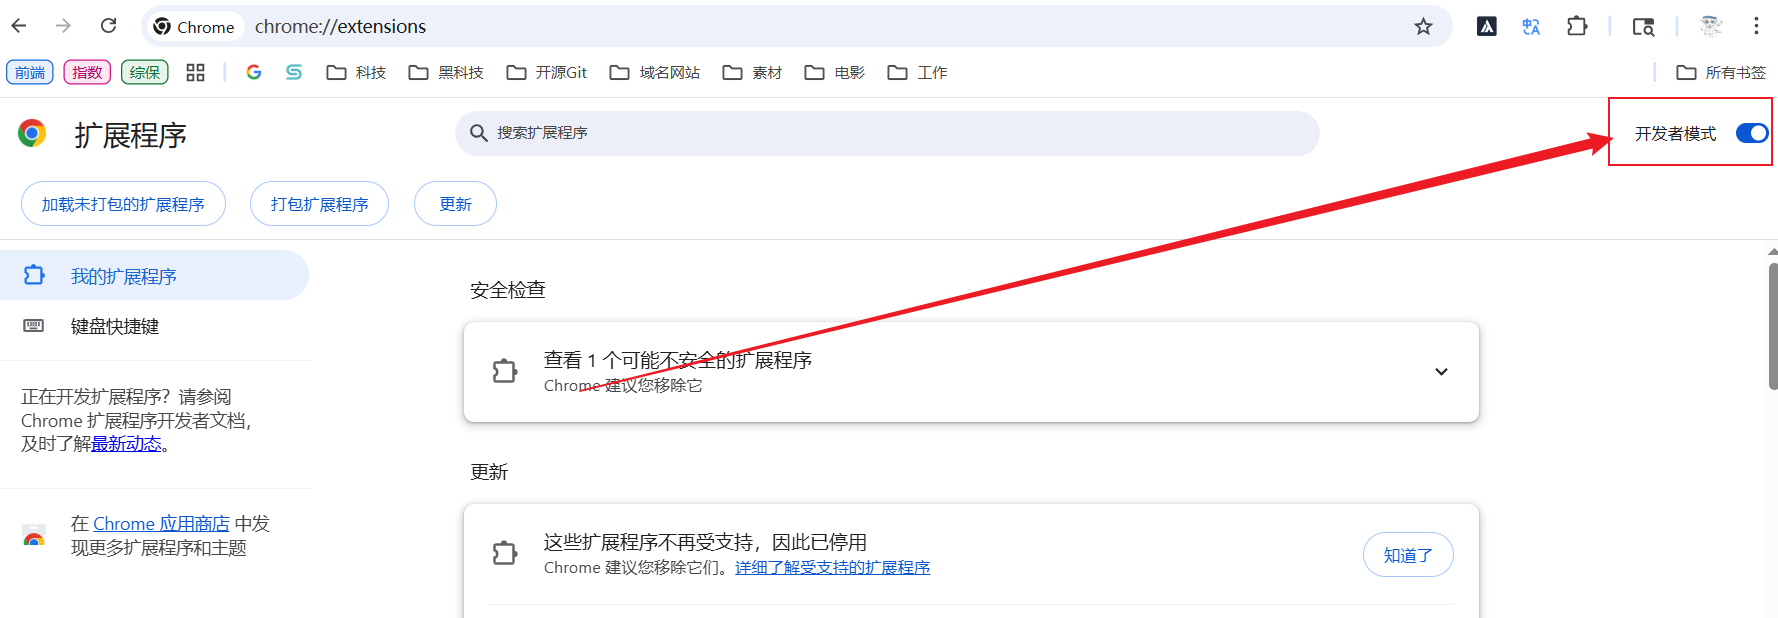 Chrome
chrome://extensions
前端 指数 综保 科技 黑科技 开源Git 域名网站 素材 电影 工作 所有书签
扩展程序
搜索扩展程序
开发者模式
加载未打包的扩展程序 打包扩展程序 更新
我的扩展程序
键盘快捷键
正在开发扩展程序？请参阅
Chrome 扩展程序开发者文档，
及时了解最新动态。
在 Chrome 应用商店 中发
现更多扩展程序和主题
安全检查
查看 1 个可能不安全的扩展程序
Chrome 建议您移除它
更新
这些扩展程序不再受支持，因此已停用
Chrome 建议您移除它们。详细了解受支持的扩展程序
知道了